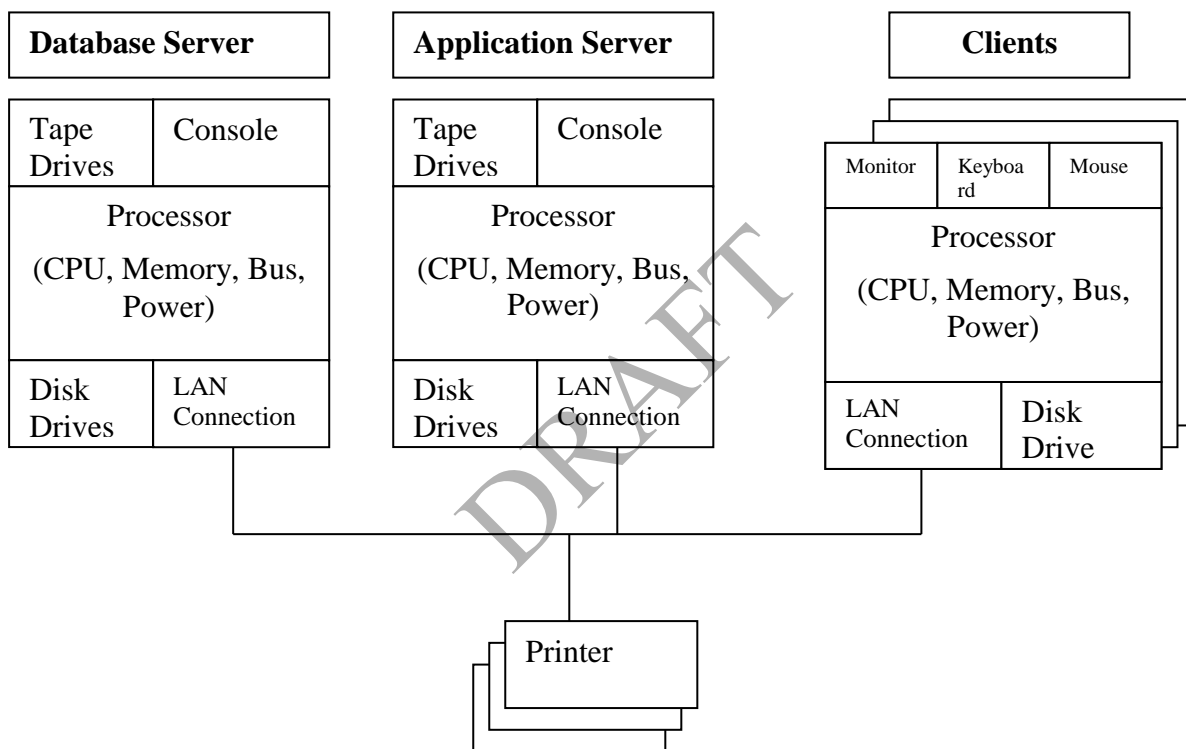 Database Server
Application Server
Clients
Tape
Drives
Console
Processor
(CPU, Memory, Bus,
Power)
Disk
Drives
LAN
Connection
Tape
Drives
Console
Processor
(CPU, Memory, Bus,
Power)
Disk
Drives
LAN
Connection
Monitor
Keyboa
rd
Mouse
Processor
(CPU, Memory, Bus,
Power)
LAN
Connection
Disk
Drive
DRAFT
Printer